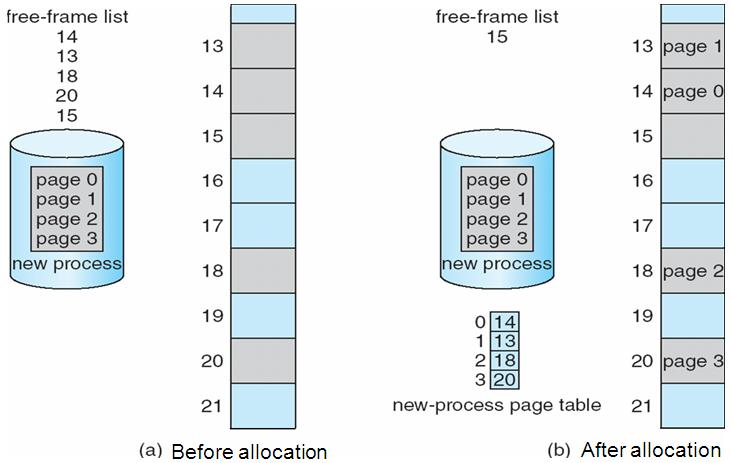 free-frame list
14
13
18
20
15
page 0
page 1
page 2
page 3
new process
13
14
15
16
17
18
19
20
21
(a) Before allocation
free-frame list
15
page 0
page 1
page 2
page 3
new process
0 14
1 13
2 18
3 20
new-process page table
13 page 1
14 page 0
15
16
17
18 page 2
19
20 page 3
21
(b) After allocation